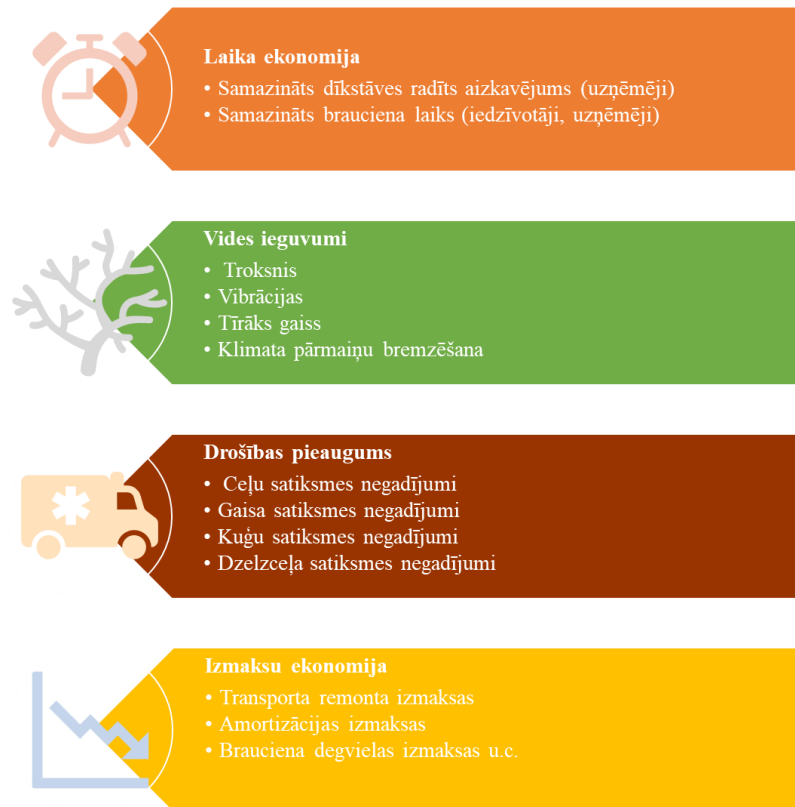 Laika ekonomija
• Samazināts dīkstāves radīts aizkavējums (uzņēmēji)
• Samazināts brauciena laiks (iedzīvotāji, uzņēmēji)
Vides ieguvumi
• Troksnis
• Vibrācijas
• Tīrāks gaiss
• Klimata pārmaiņu bremzēšana
Drošības pieaugums
• Ceļu satiksmes negadījumi
• Gaisa satiksmes negadījumi
• Kuģu satiksmes negadījumi
• Dzelzceļa satiksmes negadījumi
Izmaksu ekonomija
• Transporta remonta izmaksas
• Amortizācijas izmaksas
• Brauciena degvielas izmaksas u.c.